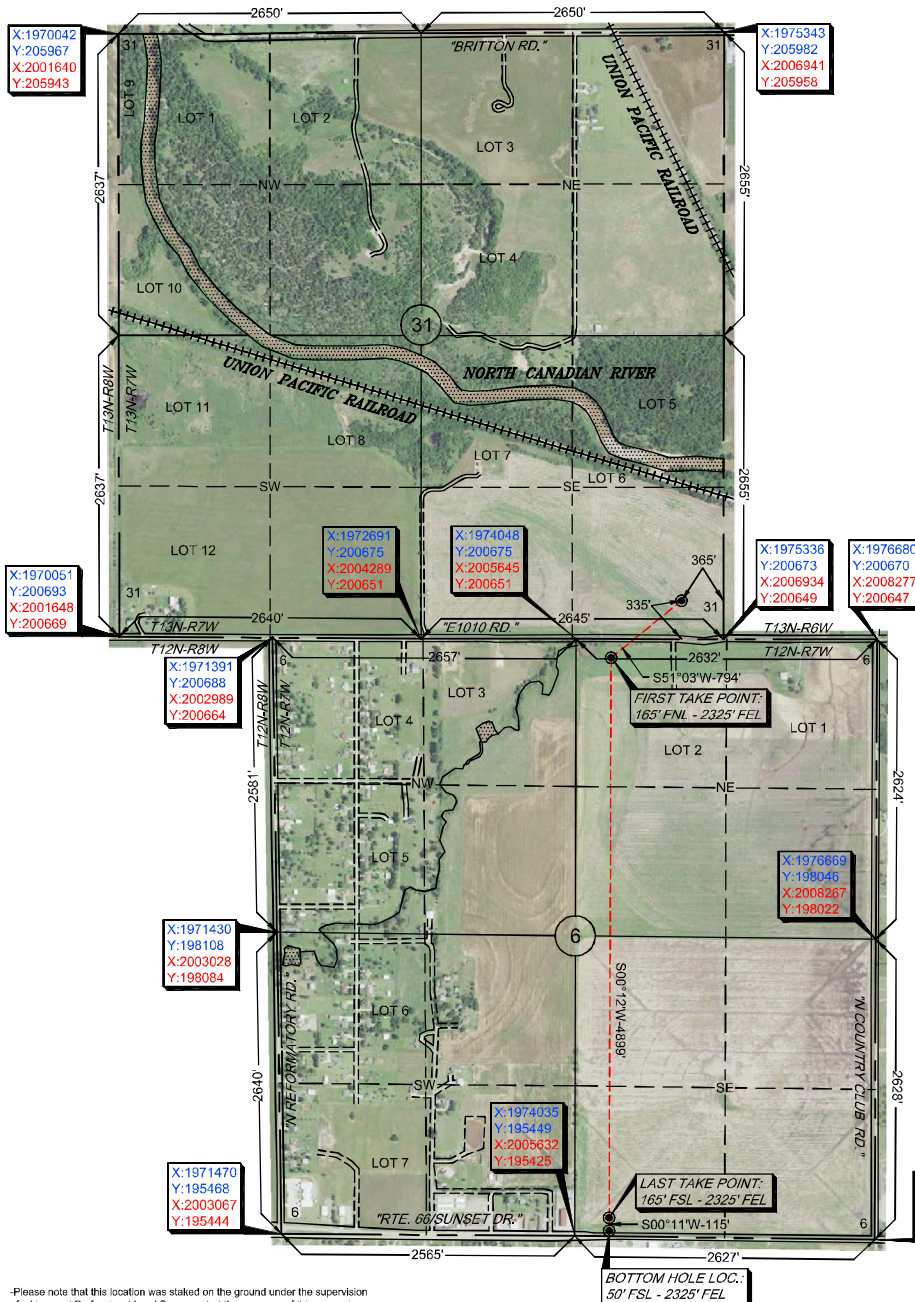 2650'
2650'
X:1970042
Y:205967
X:2001640
Y:205943
X:1975343
Y:205982
X:2006941
Y:205958
31
"BRITTON RD."
31
LOT 9
LOT 1
LOT 2
LOT 3
UNION PACIFIC RAILROAD
2637'
NW
NE
2655'
LOT 4
LOT 10
31
UNION PACIFIC RAILROAD
NORTH CANADIAN RIVER
T13N-R8W
T13N-R7W
LOT 11
LOT 5
LOT 8
LOT 7
LOT 6
2637'
SW
SE
2655'
LOT 12
X:1972691
Y:200675
X:2004289
Y:200651
X:1974048
Y:200675
X:2005645
Y:200651
X:1970051
Y:200693
X:2001648
Y:200669
X:1975336
Y:200673
X:2006934
Y:200649
X:1976680
Y:200670
X:2008277
Y:200647
365'
335'
31
31
2640'
2645'
T13N-R7W
"E1010 RD."
T13N-R6W
T12N-R8W
T12N-R7W
6
2657'
2632'
6
X:1971391
Y:200688
X:2002989
Y:200664
S51°03'W-794'
FIRST TAKE POINT:
165' FNL - 2325' FEL
T12N-R8W
T12N-R7W
LOT 3
LOT 4
LOT 2
LOT 1
2581'
NW
NE
2624'
LOT 5
X:1976669
Y:198046
X:2008267
Y:198022
X:1971430
Y:198108
X:2003028
Y:198084
6
"N REFORMATORY RD."
S00°12'W-4899'
"N COUNTRY CLUB RD."
LOT 6
2640'
SW
SE
2628'
X:1974035
Y:195449
X:2005632
Y:195425
LOT 7
X:1971470
Y:195468
X:2003067
Y:195444
LAST TAKE POINT:
165' FSL - 2325' FEL
6
"RTE. 66/SUNSET DR."
S00°11'W-115'
6
2565'
2627'
BOTTOM HOLE LOC.:
50' FSL - 2325' FEL
-Please note that this location was staked on the ground under the supervision